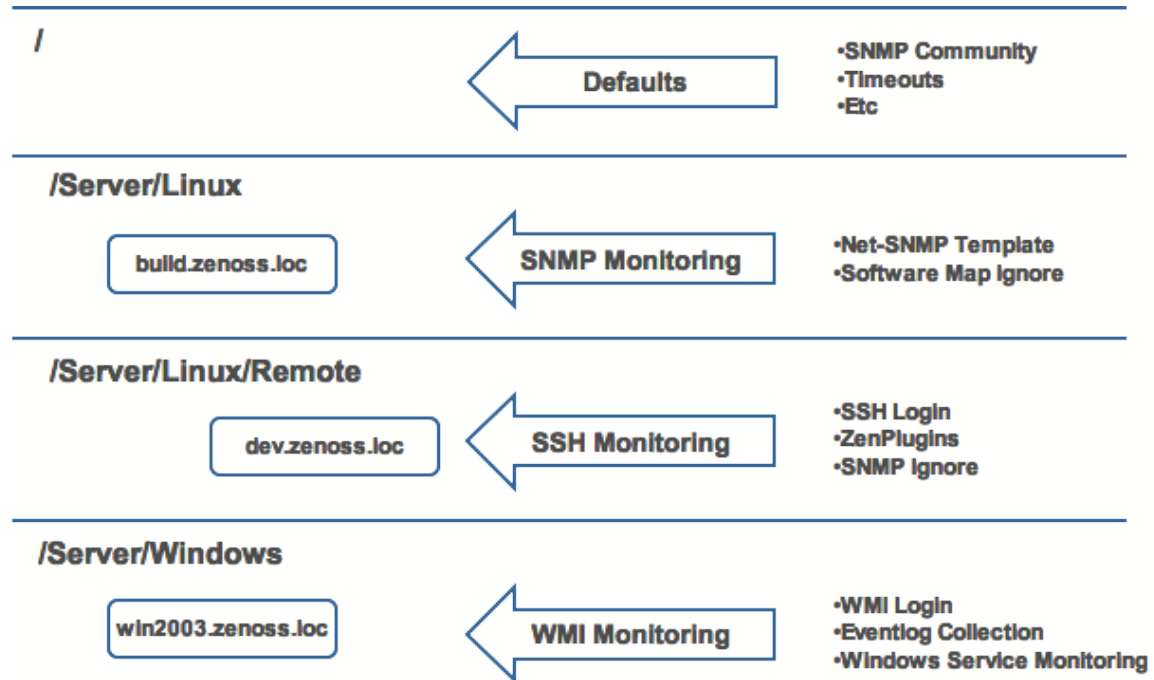 /
Defaults
•SNMP Community
•Timeouts
•Etc
/Server/Linux
build.zenoss.loc
SNMP Monitoring
•Net-SNMP Template
•Software Map Ignore
/Server/Linux/Remote
dev.zenoss.loc
SSH Monitoring
•SSH Login
•ZenPlugins
•SNMP Ignore
/Server/Windows
win2003.zenoss.loc
WMI Monitoring
•WMI Login
•Eventlog Collection
•Windows Service Monitoring